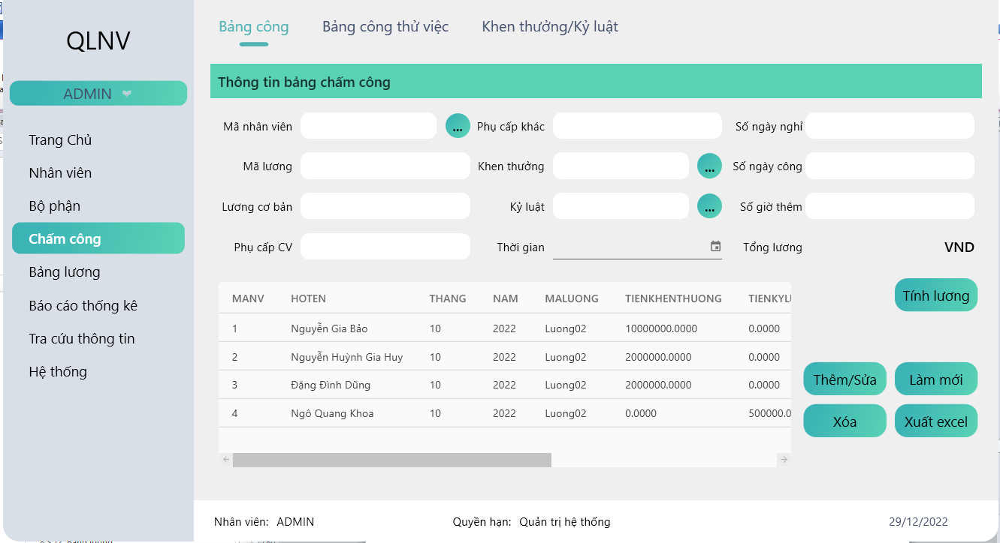 QLNV
ADMIN
Trang Chủ
Nhân viên
Bộ phận
Chấm công
Bảng lương
Báo cáo thống kê
Tra cứu thông tin
Hệ thống
Bảng công Bảng công thử việc Khen thưởng/Kỷ luật
Thông tin bảng chấm công
Mã nhân viên ... Phụ cấp khác Số ngày nghỉ
Mã lương Khen thưởng ... Số ngày công
Lương cơ bản Kỷ luật ... Số giờ thêm
Phụ cấp CV Thời gian Tổng lương VND
MANV HOTEN THANG NAM MALUONG TIENKHENTHUONG TIENKYLU
1 Nguyễn Gia Bảo 10 2022 Luong02 10000000.0000 0.0000
2 Nguyễn Huỳnh Gia Huy 10 2022 Luong02 2000000.0000 0.0000
3 Đặng Đình Dũng 10 2022 Luong02 2000000.0000 0.0000
4 Ngô Quang Khoa 10 2022 Luong02 0.0000 500000.0
Tính lương
Thêm/Sửa Làm mới
Xóa Xuất excel
Nhân viên: ADMIN Quyền hạn: Quản trị hệ thống 29/12/2022